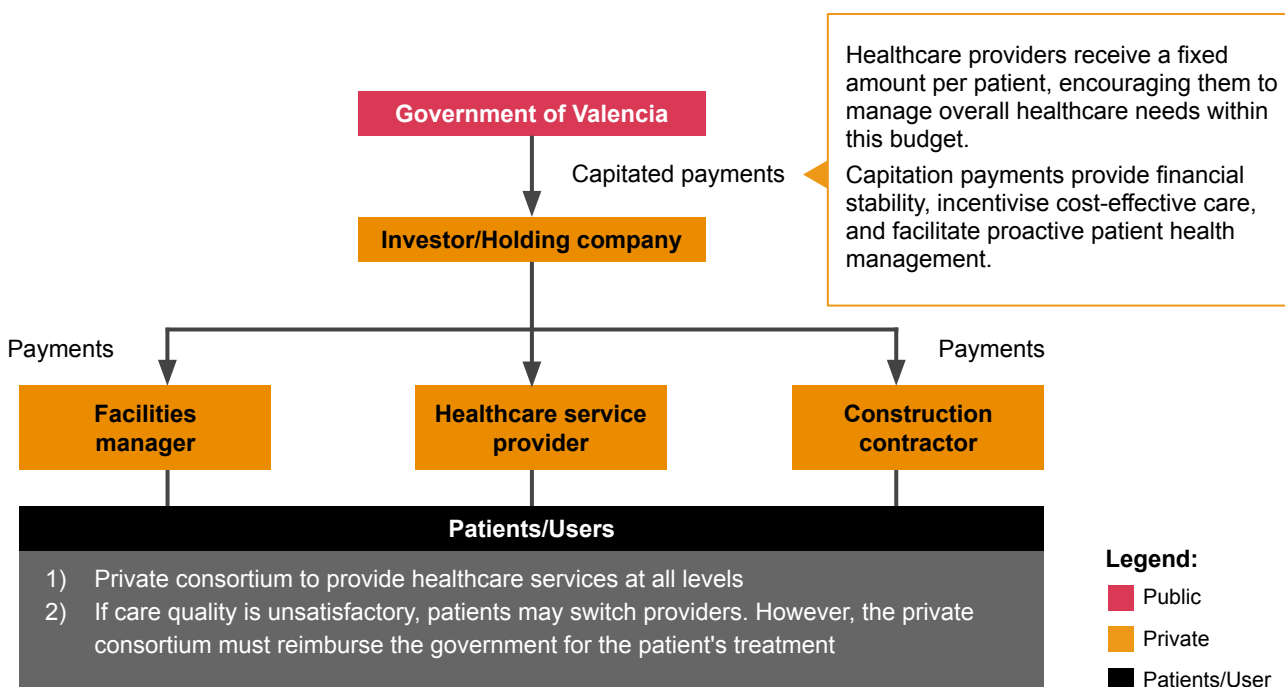 Healthcare providers receive a fixed
amount per patient, encouraging them to
manage overall healthcare needs within
this budget.
Capitation payments provide financial
stability, incentivise cost-effective care,
and facilitate proactive patient health
management.
Government of Valencia
Capitated payments
Investor/Holding company
Payments
Payments
Facilities
manager
Healthcare service
provider
Construction
contractor
Patients/Users
1) Private consortium to provide healthcare services at all levels
2) If care quality is unsatisfactory, patients may switch providers. However, the private
consortium must reimburse the government for the patient's treatment
Legend:
Public
Private
Patients/User